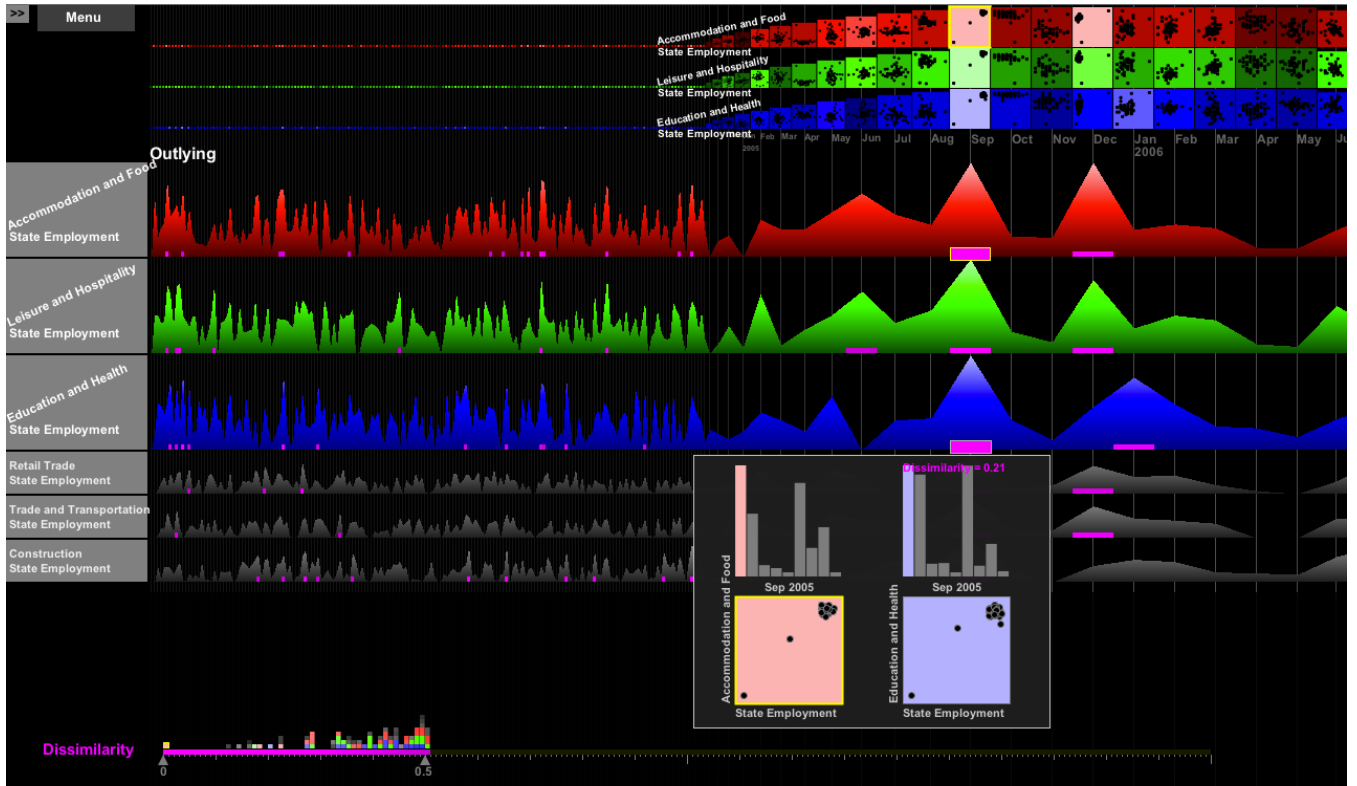 >>
Menu
Accommodation and Food
State Employment
Leisure and Hospitality
State Employment
Education and Health
State Employment
2005
Feb
Mar
Apr
May
Jun
Jul
Aug
Sep
Oct
Nov
Dec
Jan
2006
Feb
Mar
Apr
May
Outlying
Accommodation and Food
State Employment
Leisure and Hospitality
State Employment
Education and Health
State Employment
Retail Trade
State Employment
Trade and Transportation
State Employment
Construction
State Employment
Dissimilarity = 0.21
Sep 2005
Sep 2005
Accommodation and Food
Education and Health
State Employment
State Employment
Dissimilarity
0
0.5